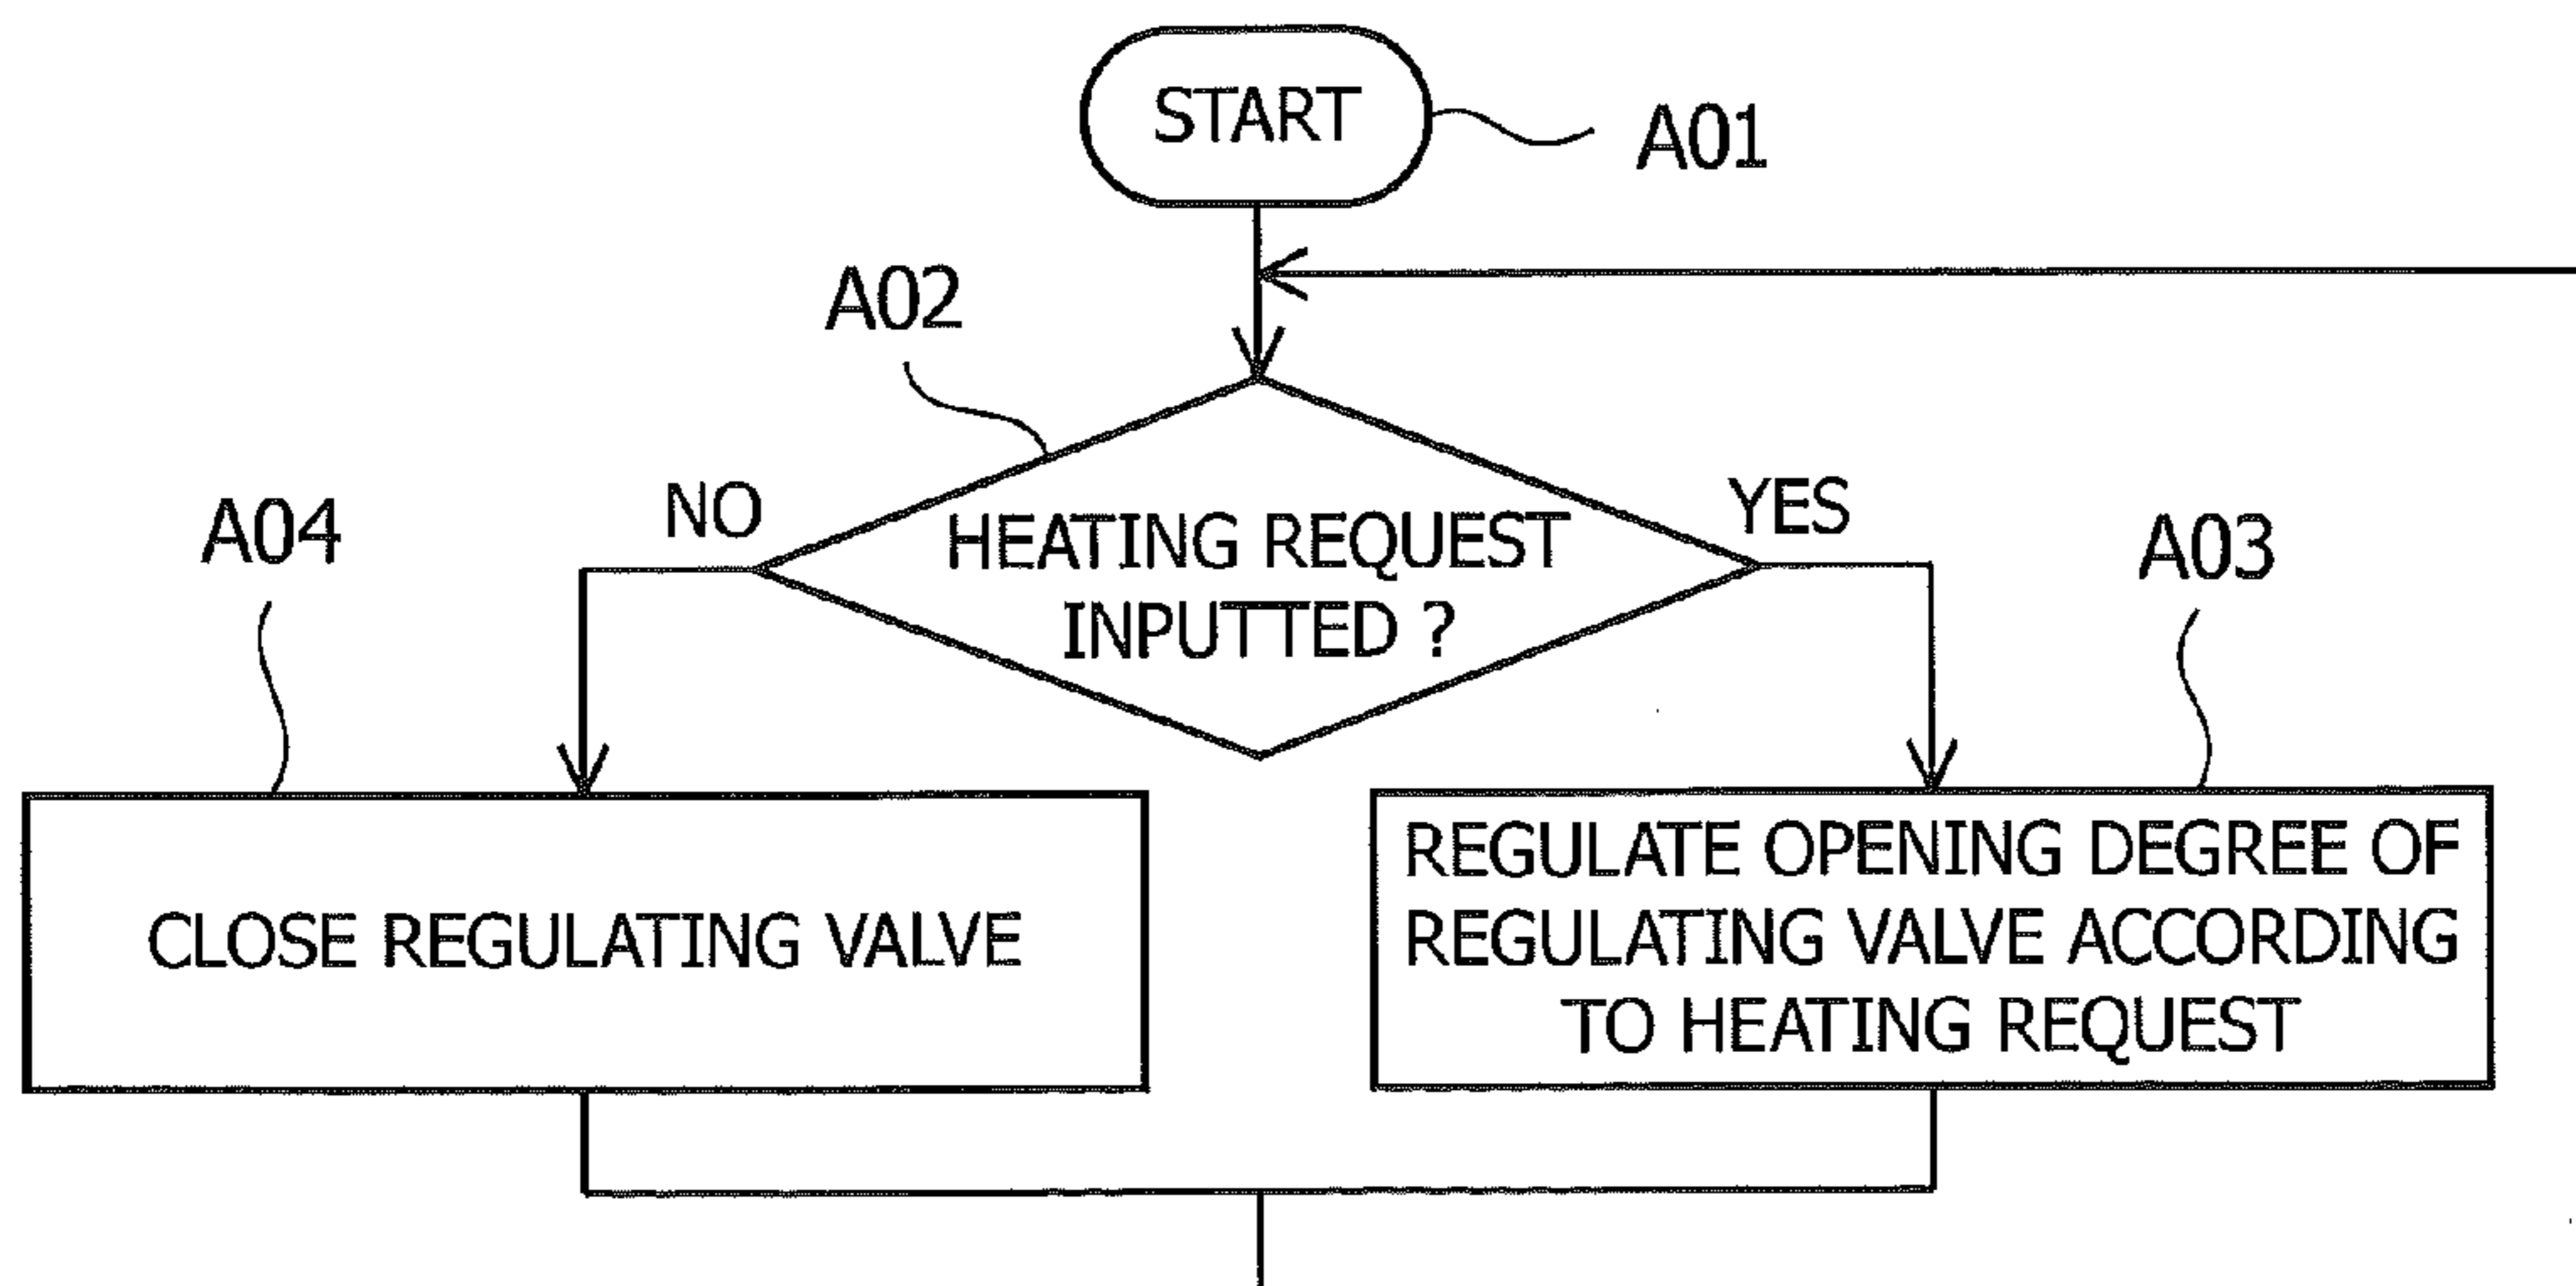 START
A01
A02
NO
HEATING REQUEST
INPUTTED ?
YES
A04
A03
CLOSE REGULATING VALVE
REGULATE OPENING DEGREE OF
REGULATING VALVE ACCORDING
TO HEATING REQUEST